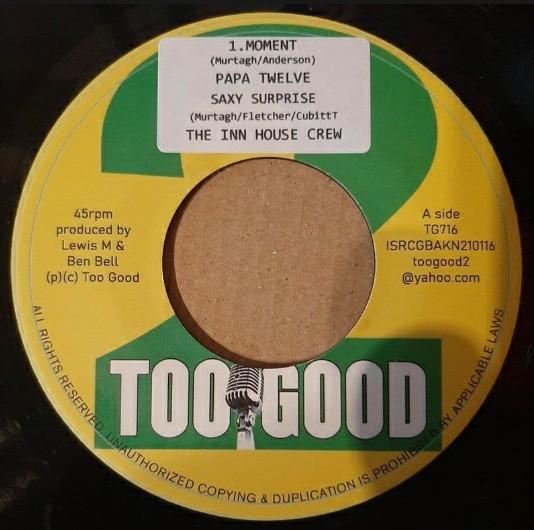 1.MOMENT
(Murtagh/Anderson)
PAPA TWELVE
SAXY SURPRISE
(Murtagh/Fletcher/CubittT
THE INN HOUSE CREW
45rpm
produced by
Lewis M &
Ben Bell
(p)(c) Too Good
A side
TG716
ISRCGBAKN210116
toogood2
@yahoo.com
2
TOO GOOD
ALL RIGHTS RESERVED. UNAUTHORIZED COPYING & DUPLICATION IS PROHIBITED BY APPLICABLE LAWS